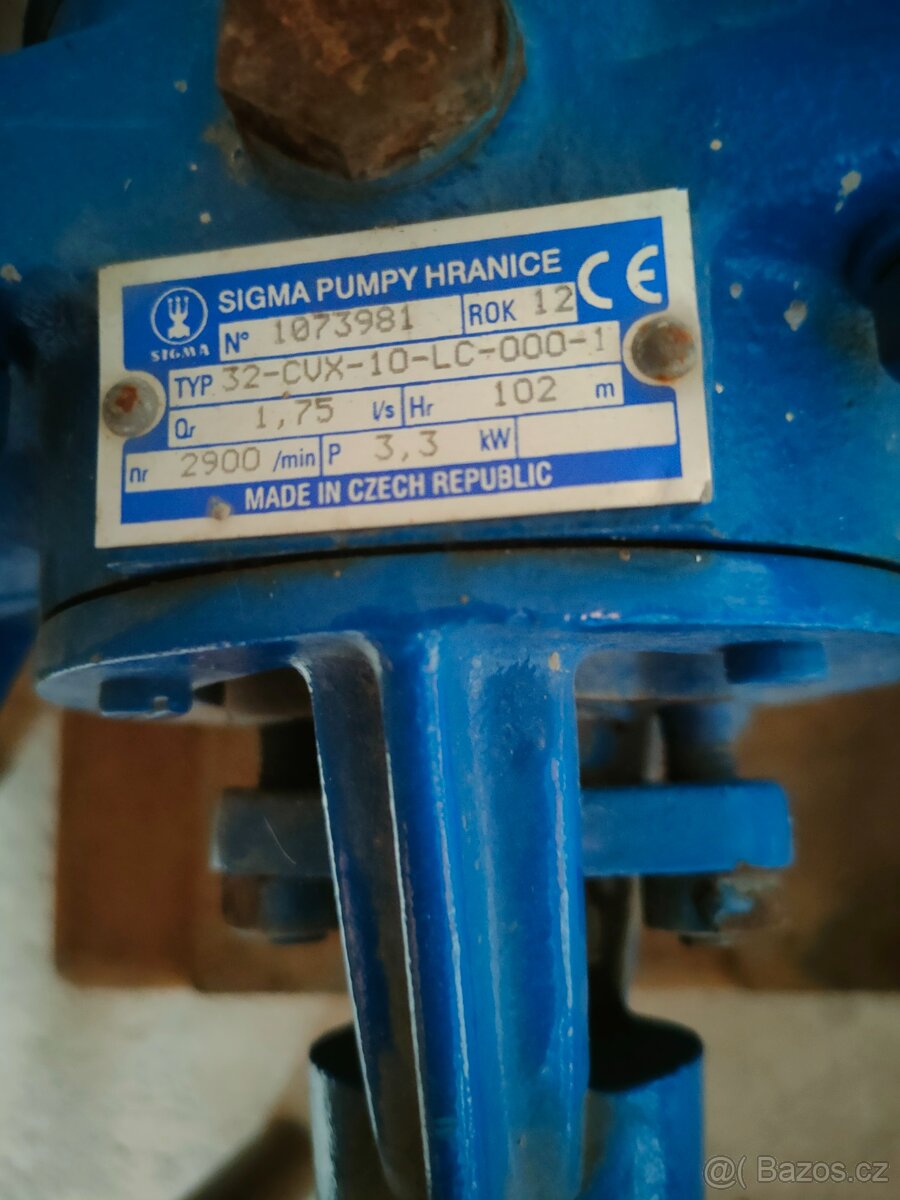 SIGMA PUMPY HRANICE CE
SIGMA
N° 1073981 ROK 12
TYP 32-CVX-10-LC-000-1
Qr 1,75 l/s Hr 102 m
nr 2900 /min P 3,3 kW
MADE IN CZECH REPUBLIC
@( Bazos.cz